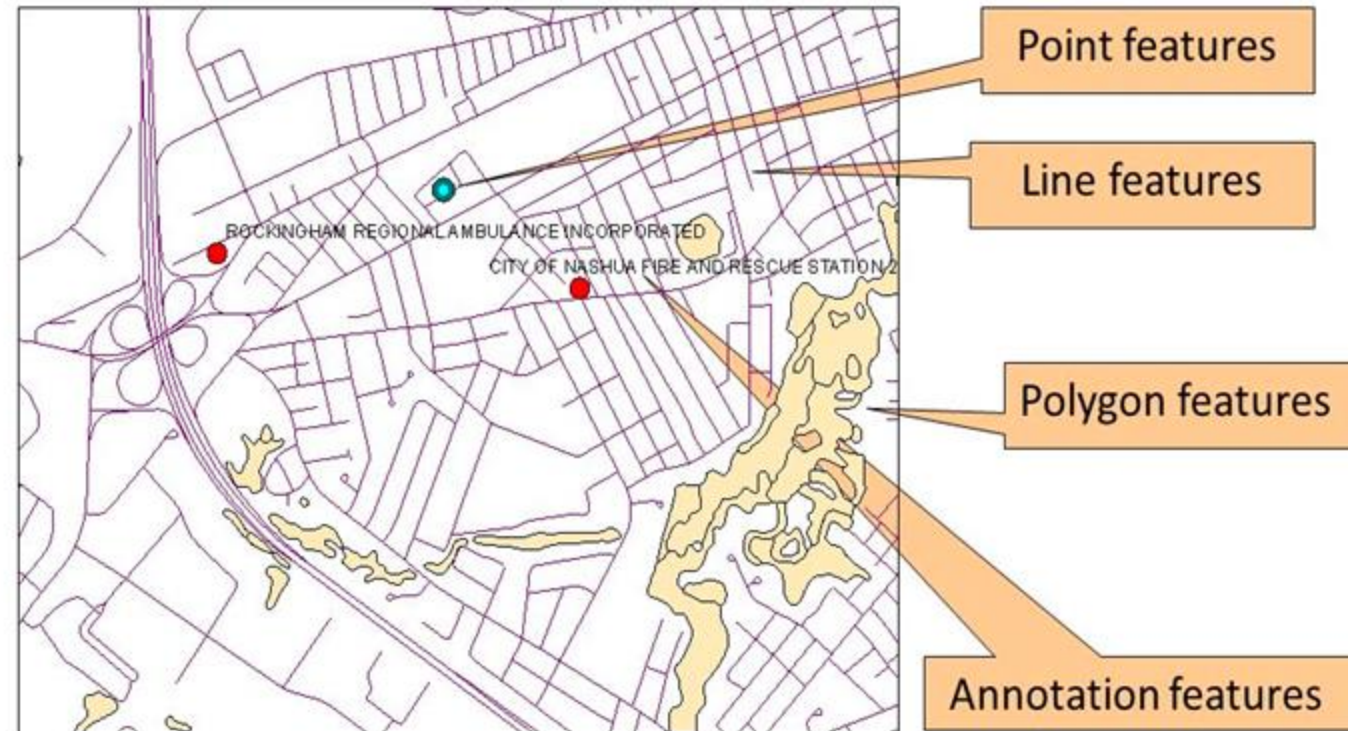 Point features
Line features
ROCKINGHAM REGIONAL AMBULANCE INCORPORATED
CITY OF NASHUA FIRE AND RESCUE STATION 2
Polygon features
Annotation features